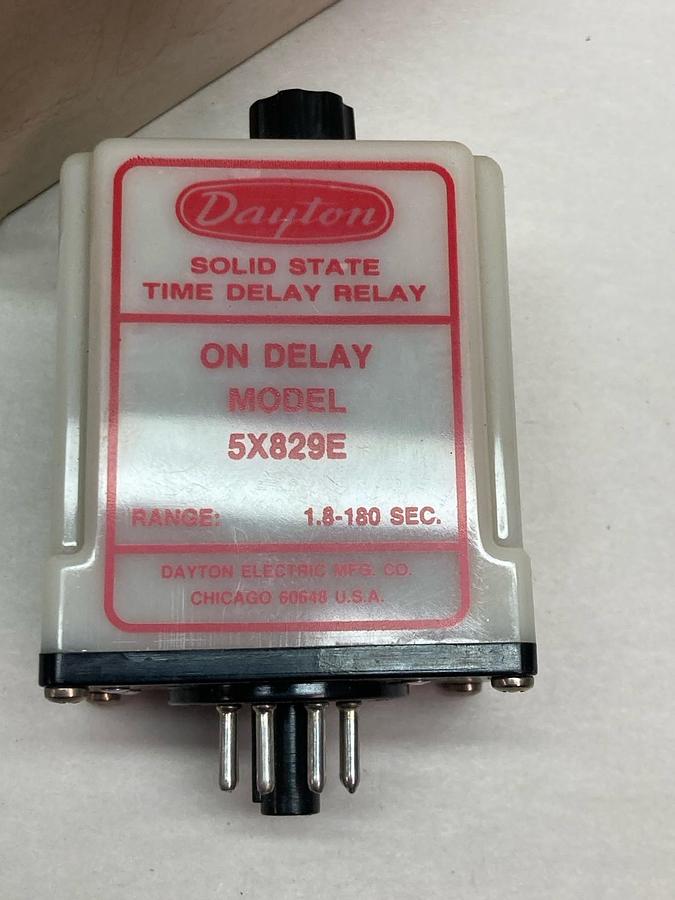 Dayton
SOLID STATE
TIME DELAY RELAY
ON DELAY
MODEL
5X829E
RANGE: 1.8-180 SEC.
DAYTON ELECTRIC MFG. CO.
CHICAGO 60648 U.S.A.